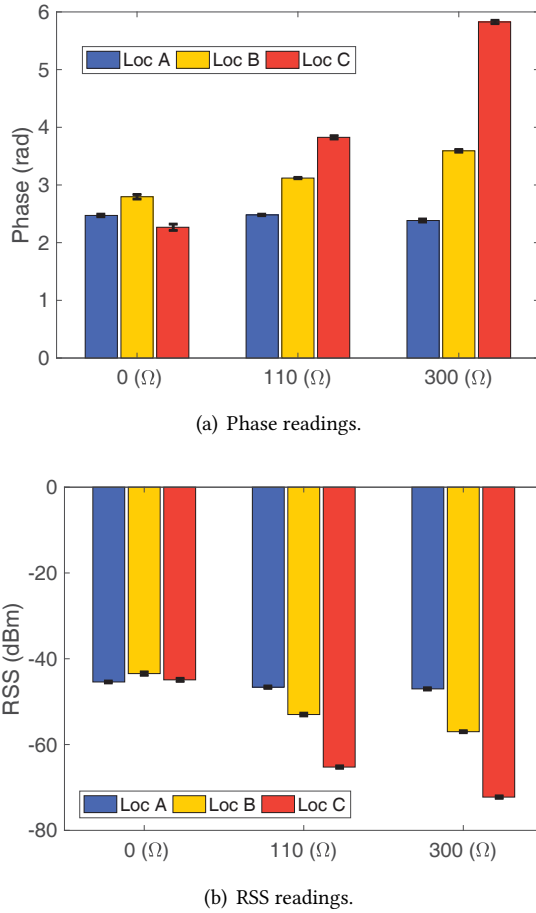 6
5
4
3
2
1
0
Phase (rad)
Loc A Loc B Loc C
0 (Ω) 110 (Ω) 300 (Ω)
(a) Phase readings.
0
-20
-40
-60
-80
RSS (dBm)
Loc A Loc B Loc C
0 (Ω) 110 (Ω) 300 (Ω)
(b) RSS readings.